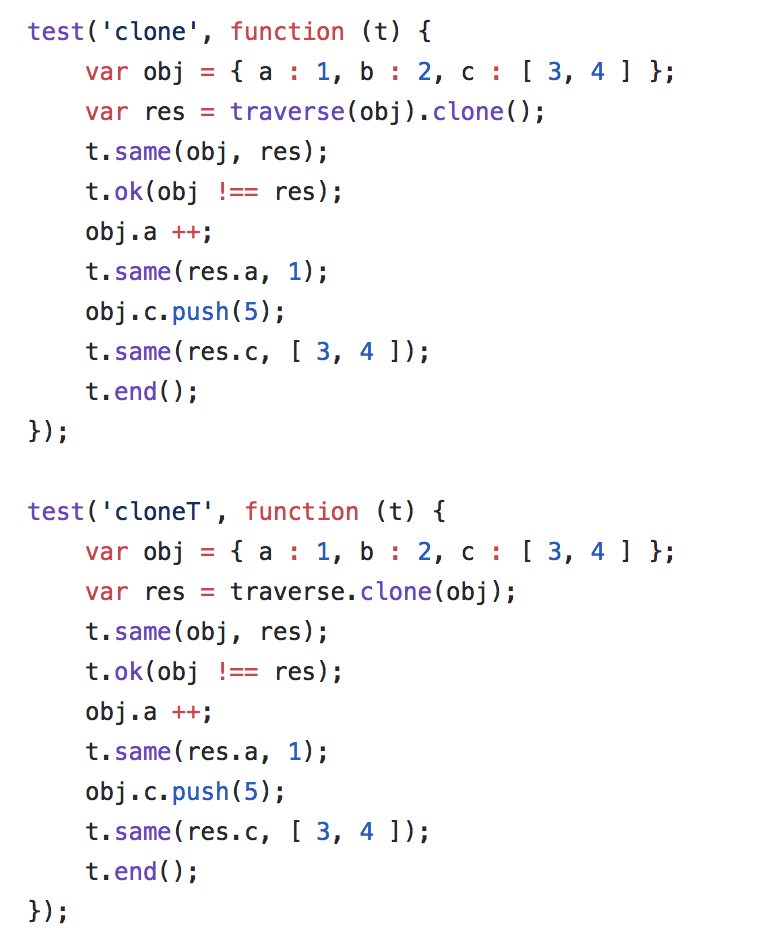 test('clone', function (t) {
    var obj = { a : 1, b : 2, c : [ 3, 4 ] };
    var res = traverse(obj).clone();
    t.same(obj, res);
    t.ok(obj !== res);
    obj.a ++;
    t.same(res.a, 1);
    obj.c.push(5);
    t.same(res.c, [ 3, 4 ]);
    t.end();
});

test('cloneT', function (t) {
    var obj = { a : 1, b : 2, c : [ 3, 4 ] };
    var res = traverse.clone(obj);
    t.same(obj, res);
    t.ok(obj !== res);
    obj.a ++;
    t.same(res.a, 1);
    obj.c.push(5);
    t.same(res.c, [ 3, 4 ]);
    t.end();
});